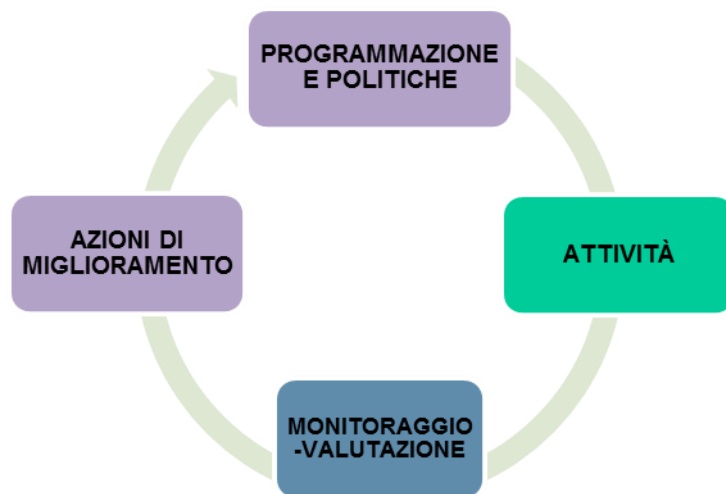 PROGRAMMAZIONE
E POLITICHE
AZIONI DI
MIGLIORAMENTO
ATTIVITÀ
MONITORAGGIO
-VALUTAZIONE